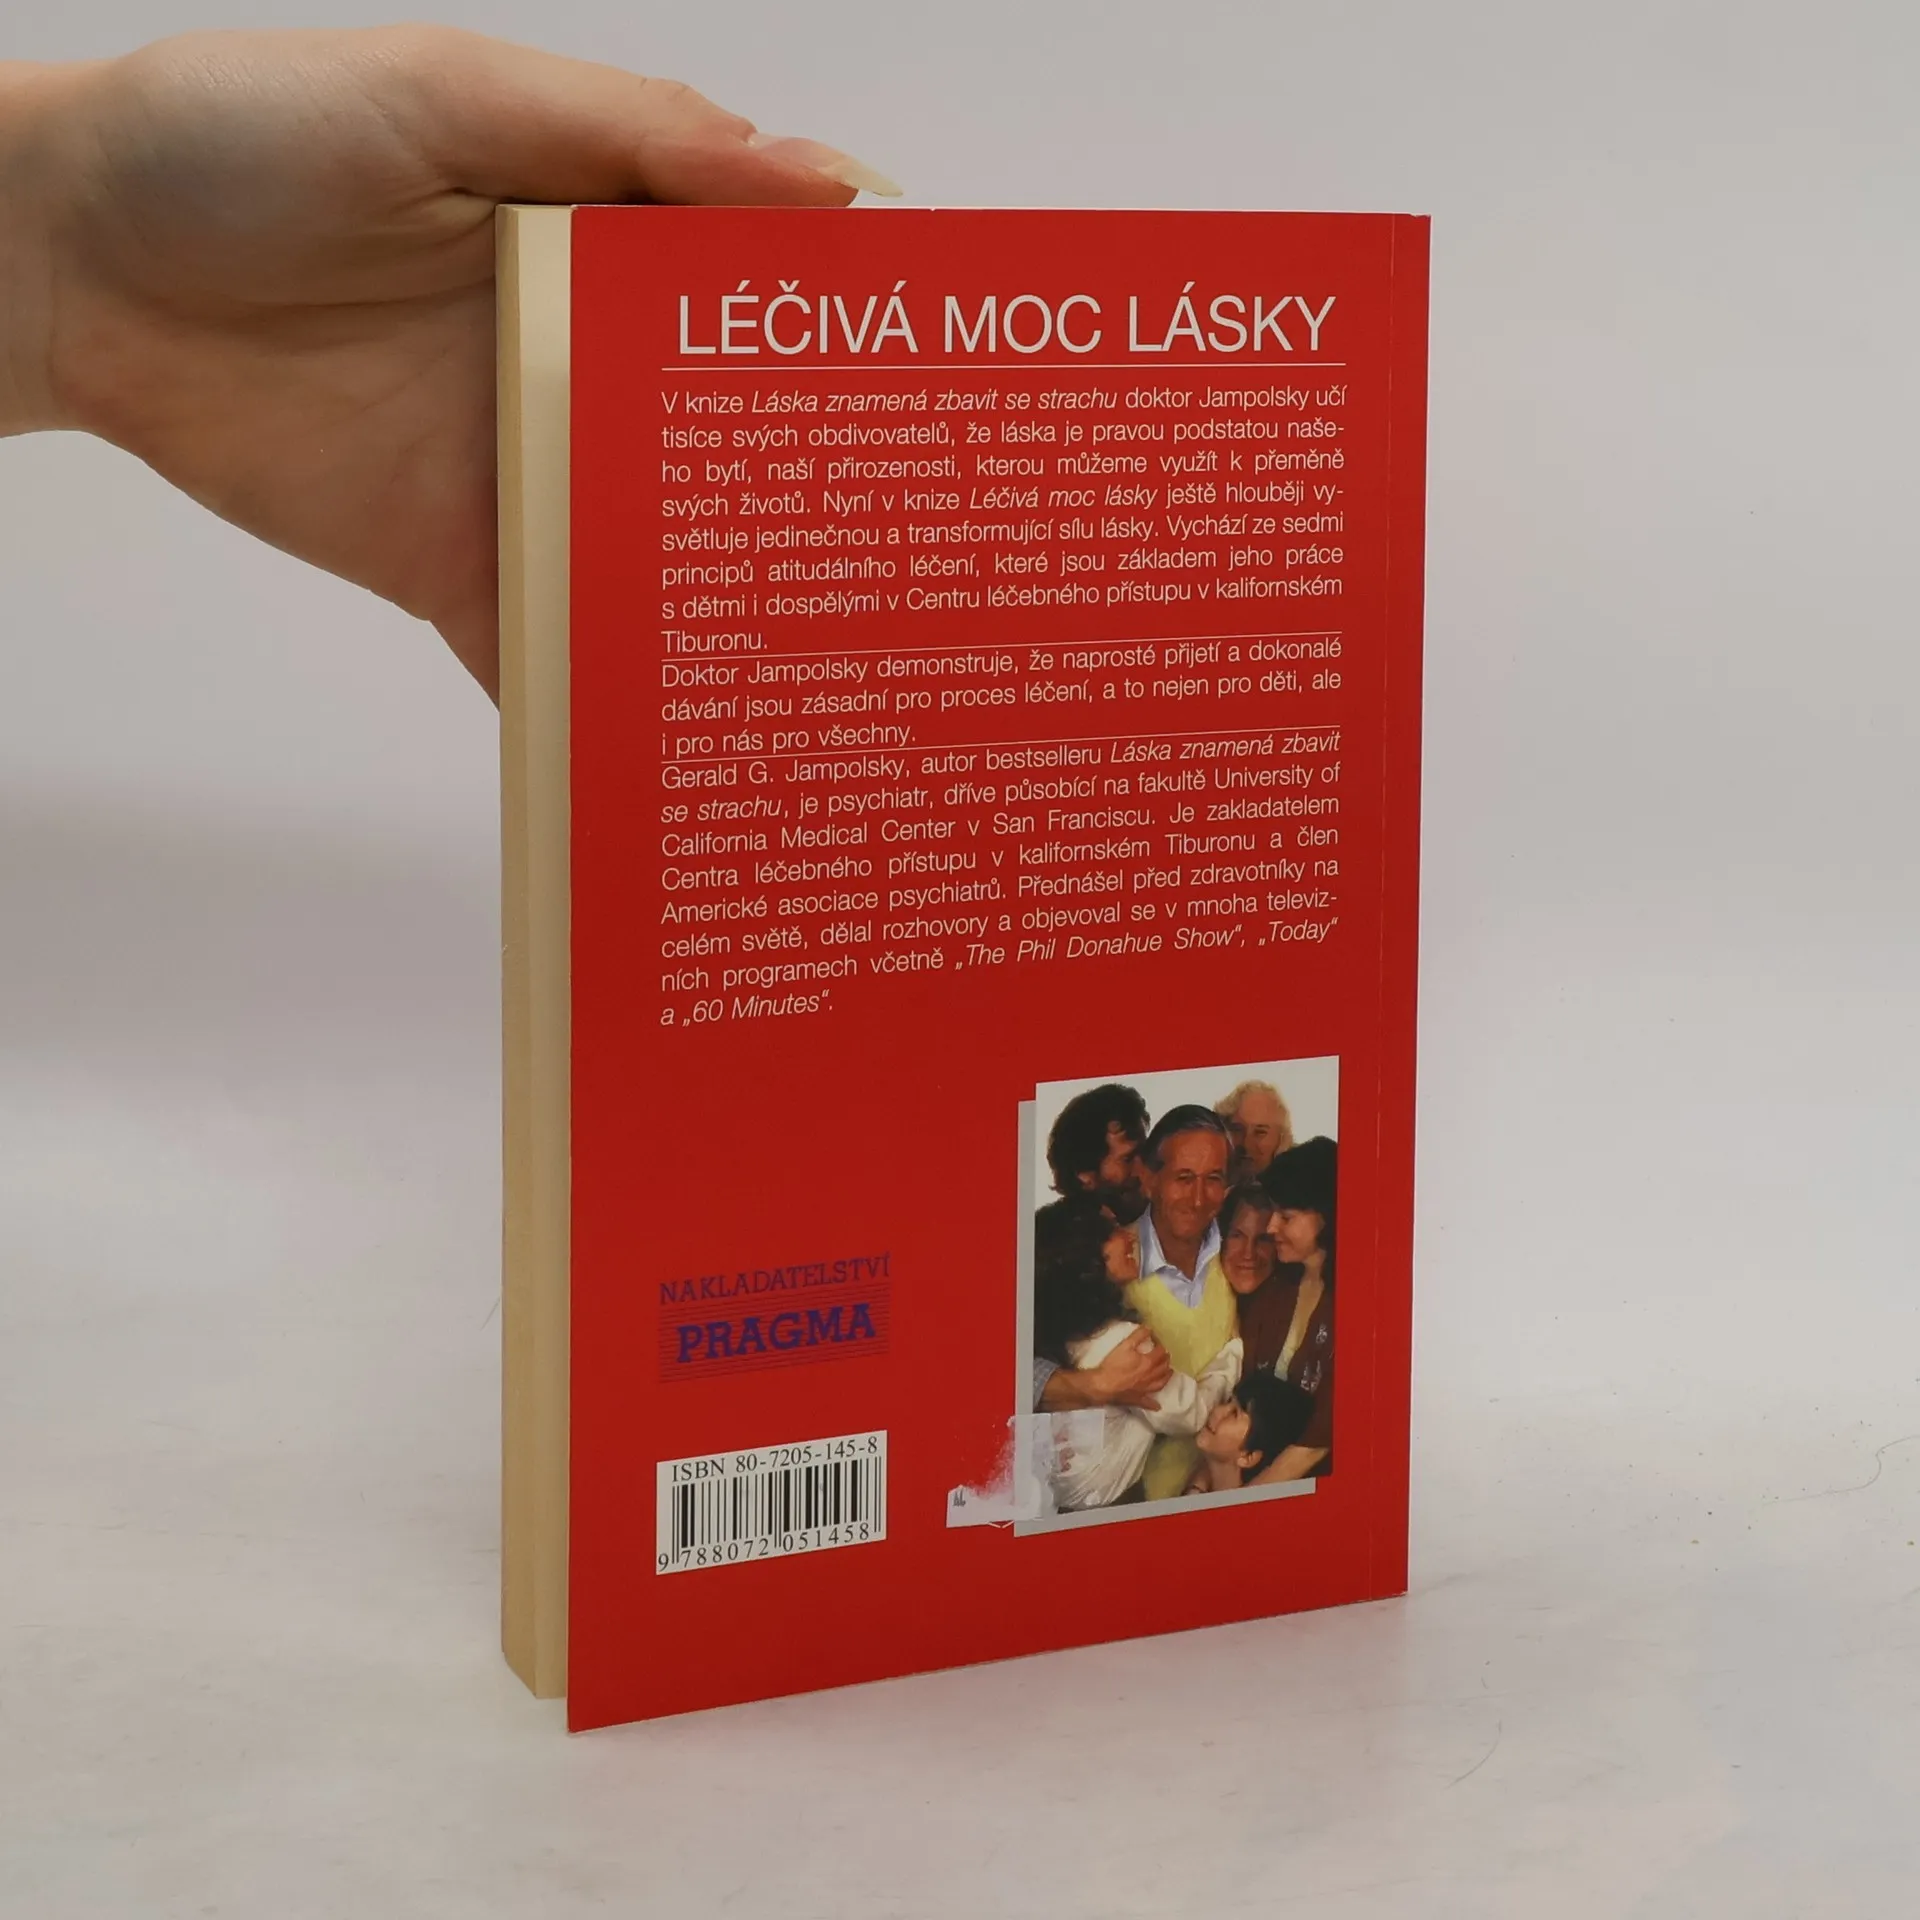 LÉČIVÁ MOC LÁSKY
V knize Láska znamená zbavit se strachu doktor Jampolsky učí
tisíce svých obdivovatelů, že láska je pravou podstatou naše-
ho bytí, naší přirozenosti, kterou můžeme využít k přeměně
svých životů. Nyní v knize Léčivá moc lásky ještě hlouběji vy-
světluje jedinečnou a transformující sílu lásky. Vychází ze sedmi
principů atitudálního léčení, které jsou základem jeho práce
s dětmi i dospělými v Centru léčebného přístupu v kalifornském
Tiburonu.
Doktor Jampolsky demonstruje, že naprosté přijetí a dokonalé
dávání jsou zásadní pro proces léčení, a to nejen pro děti, ale
i pro nás pro všechny.
Gerald G. Jampolsky, autor bestselleru Láska znamená zbavit
se strachu, je psychiatr, dříve působící na fakultě University of
California Medical Center v San Franciscu. Je zakladatelem
Centra léčebného přístupu v kalifornském Tiburonu a člen
Americké asociace psychiatrů. Přednášel před zdravotníky na
celém světě, dělal rozhovory a objevoval se v mnoha televiz-
ních programech včetně „The Phil Donahue Show“, „Today“
a „60 Minutes“.
NAKLADATELSTVÍ
PRAGMA
ISBN 80-7205-145-8
9 788072 051458